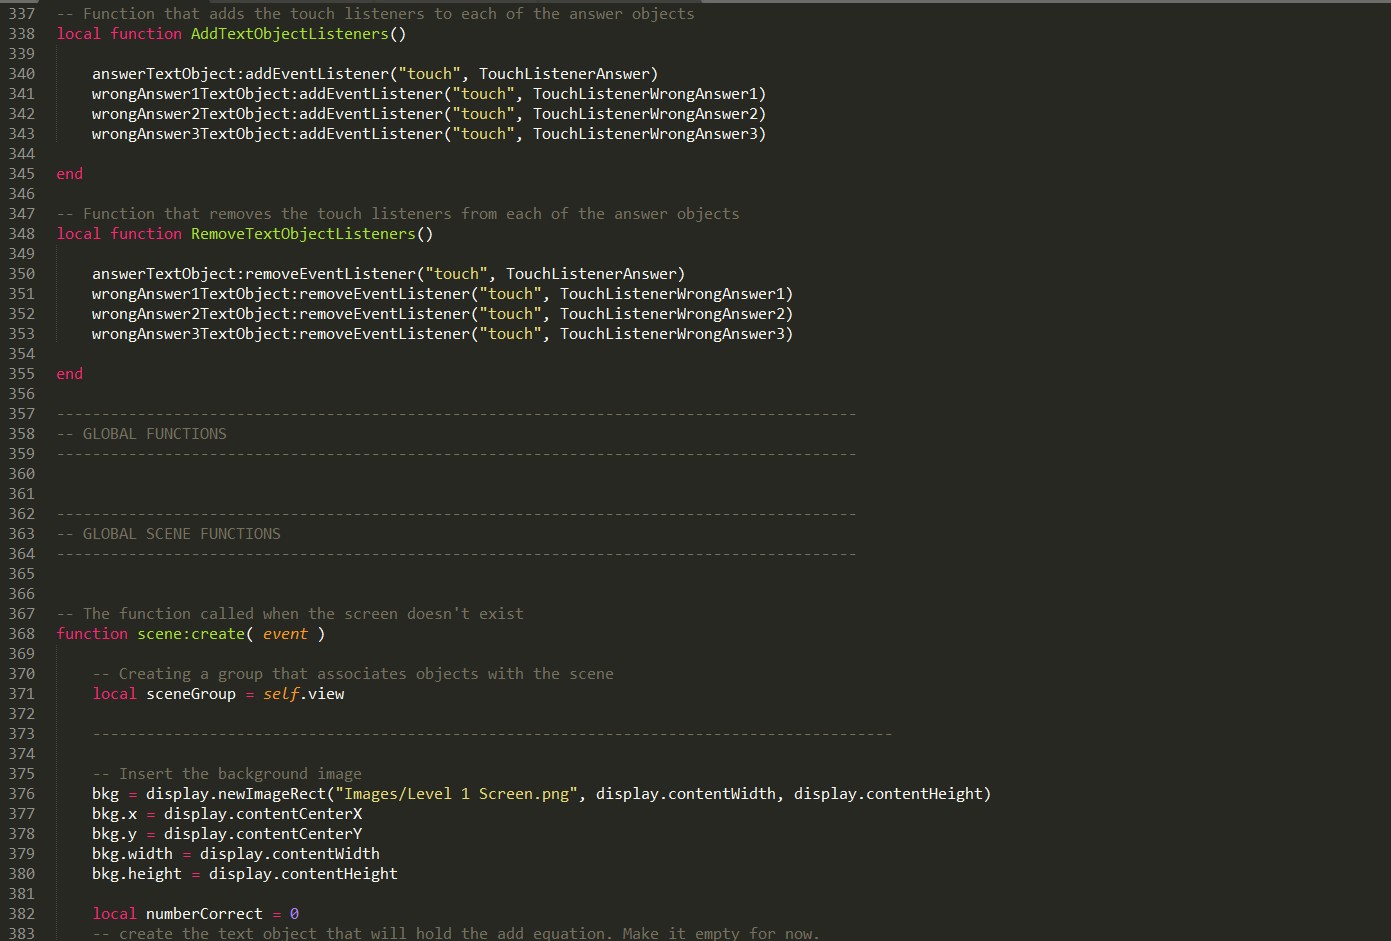 337 -- Function that adds the touch listeners to each of the answer objects
338 local function AddTextObjectListeners()
339
340     answerTextObject:addEventListener("touch", TouchListenerAnswer)
341     wrongAnswer1TextObject:addEventListener("touch", TouchListenerWrongAnswer1)
342     wrongAnswer2TextObject:addEventListener("touch", TouchListenerWrongAnswer2)
343     wrongAnswer3TextObject:addEventListener("touch", TouchListenerWrongAnswer3)
344
345 end
346
347 -- Function that removes the touch listeners from each of the answer objects
348 local function RemoveTextObjectListeners()
349
350     answerTextObject:removeEventListener("touch", TouchListenerAnswer)
351     wrongAnswer1TextObject:removeEventListener("touch", TouchListenerWrongAnswer1)
352     wrongAnswer2TextObject:removeEventListener("touch", TouchListenerWrongAnswer2)
353     wrongAnswer3TextObject:removeEventListener("touch", TouchListenerWrongAnswer3)
354
355 end
356
357 -----------------------------------------------------------------------------------------
358 -- GLOBAL FUNCTIONS
359 -----------------------------------------------------------------------------------------
360
361
362 -----------------------------------------------------------------------------------------
363 -- GLOBAL SCENE FUNCTIONS
364 -----------------------------------------------------------------------------------------
365
366
367 -- The function called when the screen doesn't exist
368 function scene:create( event )
369
370     -- Creating a group that associates objects with the scene
371     local sceneGroup = self.view
372
373     -----------------------------------------------------------------------------------------
374
375     -- Insert the background image
376     bkg = display.newImageRect("Images/Level 1 Screen.png", display.contentWidth, display.contentHeight)
377     bkg.x = display.contentCenterX
378     bkg.y = display.contentCenterY
379     bkg.width = display.contentWidth
380     bkg.height = display.contentHeight
381
382     local numberCorrect = 0
383     -- create the text object that will hold the add equation. Make it empty for now.